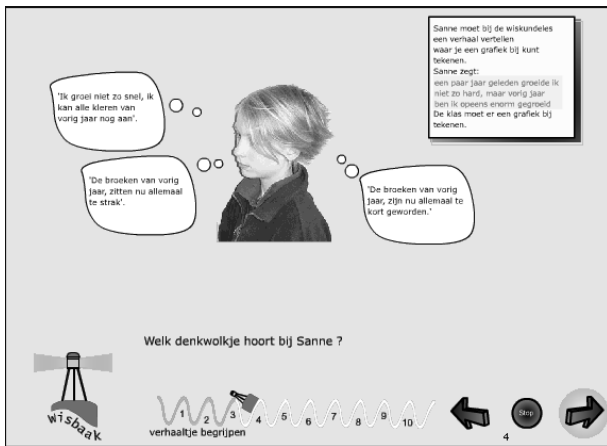 Sanne moet bij de wiskundeles
een verhaal vertellen
waar je een grafiek bij kunt
tekenen.
Sanne zegt:
een paar jaar geleden groeide ik
niet zo hard, maar vorig jaar
ben ik opeens enorm gegroeid
De klas moet er een grafiek bij
tekenen.
'Ik groei niet zo snel, ik
kan alle kleren van
vorig jaar nog aan'.
'De broeken van vorig
jaar, zitten nu allemaal
te strak'.
'De broeken van vorig
jaar, zijn nu allemaal te
kort geworden.'
Welk denkwolkje hoort bij Sanne ?
wisbaak
1 2 3 4 5 6 7 8 9 10
verhaaltje begrijpen
Stop
4